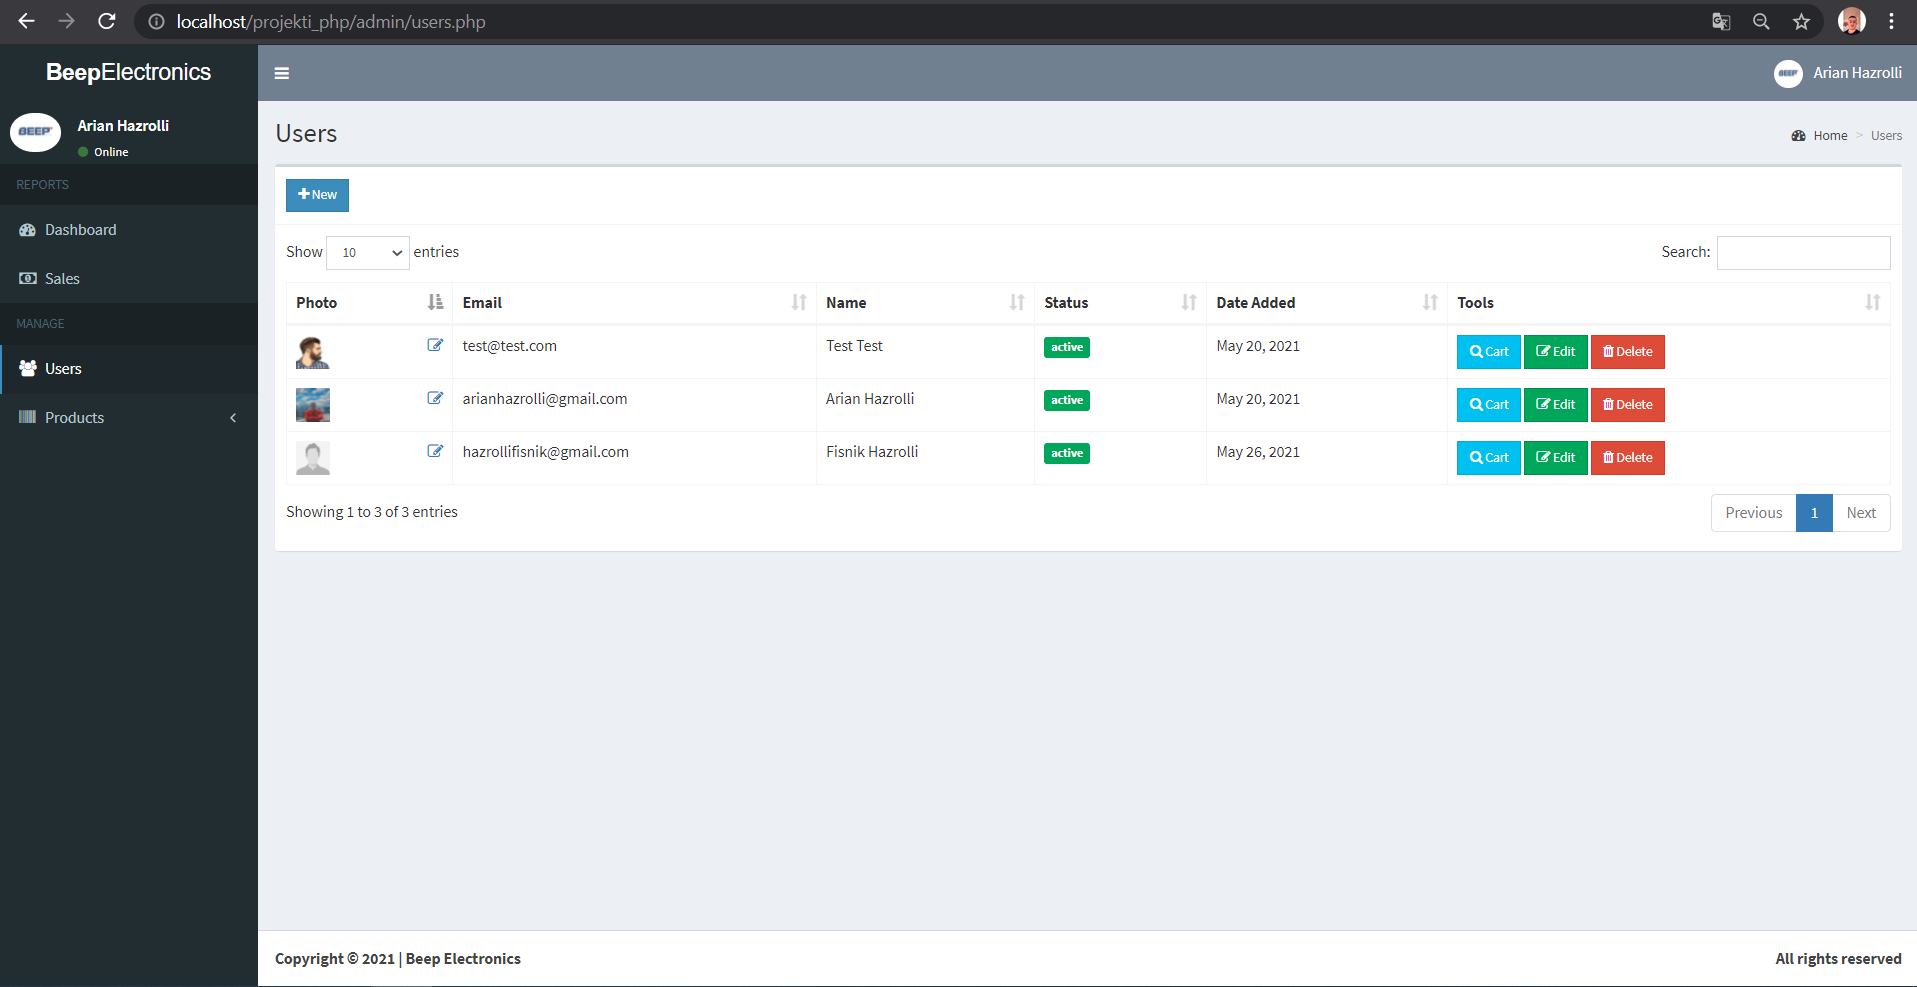 localhost/projekti_php/admin/users.php
BeepElectronics
Arian Hazrolli
BEEP
Arian Hazrolli
Online
Users
Home > Users
REPORTS
New
Dashboard
Show 10 entries
Search:
Sales
Photo Email Name Status Date Added Tools
MANAGE
test@test.com Test Test active May 20, 2021 Cart Edit Delete
Users
arianhazrolli@gmail.com Arian Hazrolli active May 20, 2021 Cart Edit Delete
Products
hazrollifisnik@gmail.com Fisnik Hazrolli active May 26, 2021 Cart Edit Delete
Showing 1 to 3 of 3 entries
Previous 1 Next
Copyright © 2021 | Beep Electronics
All rights reserved